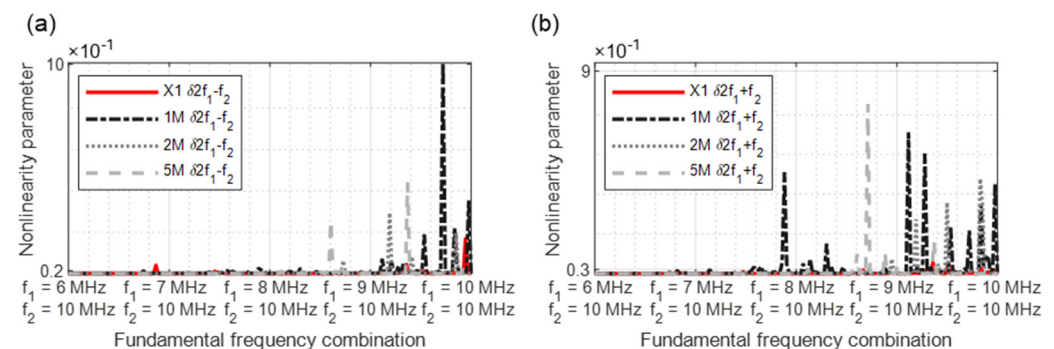 (a)
×10⁻¹
10
Nonlinearity parameter
X1 δ2f₁-f₂
1M δ2f₁-f₂
2M δ2f₁-f₂
5M δ2f₁-f₂
0.2
f₁ = 6 MHz f₁ = 7 MHz f₁ = 8 MHz f₁ = 9 MHz f₁ = 10 MHz
f₂ = 10 MHz f₂ = 10 MHz f₂ = 10 MHz f₂ = 10 MHz f₂ = 10 MHz
Fundamental frequency combination
(b)
×10⁻¹
9
Nonlinearity parameter
X1 δ2f₁+f₂
1M δ2f₁+f₂
2M δ2f₁+f₂
5M δ2f₁+f₂
0.3
f₁ = 6 MHz f₁ = 7 MHz f₁ = 8 MHz f₁ = 9 MHz f₁ = 10 MHz
f₂ = 10 MHz f₂ = 10 MHz f₂ = 10 MHz f₂ = 10 MHz f₂ = 10 MHz
Fundamental frequency combination